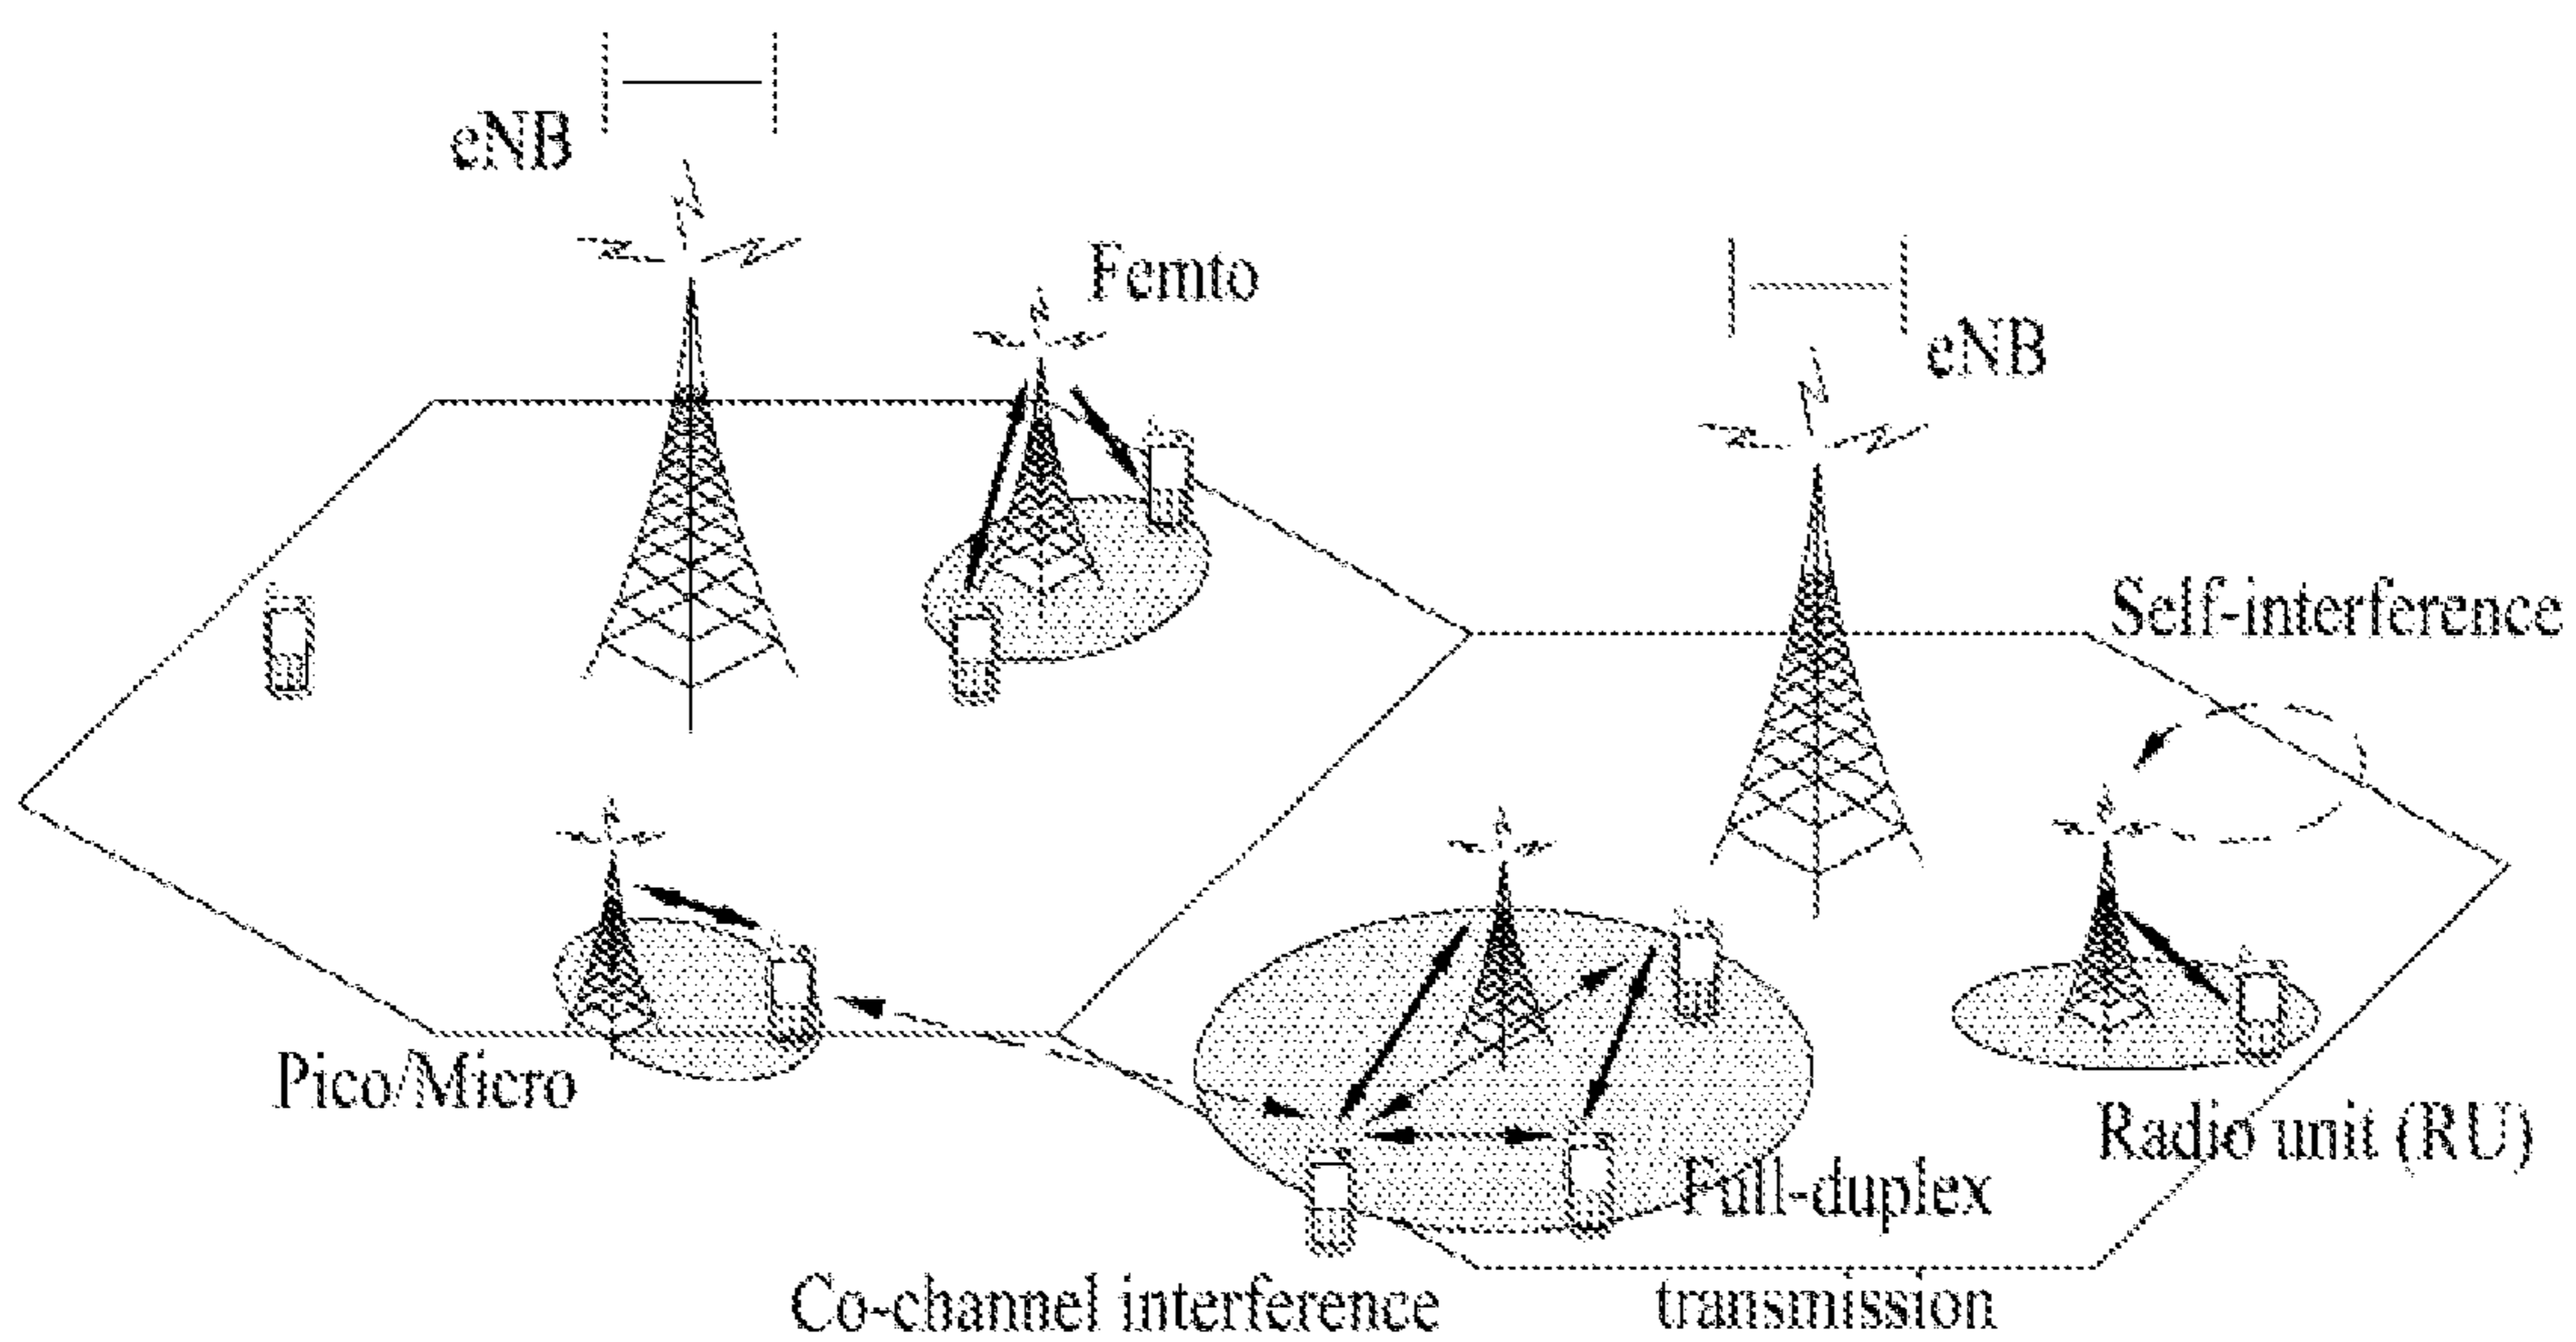 eNB
Femto
eNB
Self-interference
Pico/Micro
Radio unit (RU)
Full-duplex
transmission
Co-channel interference